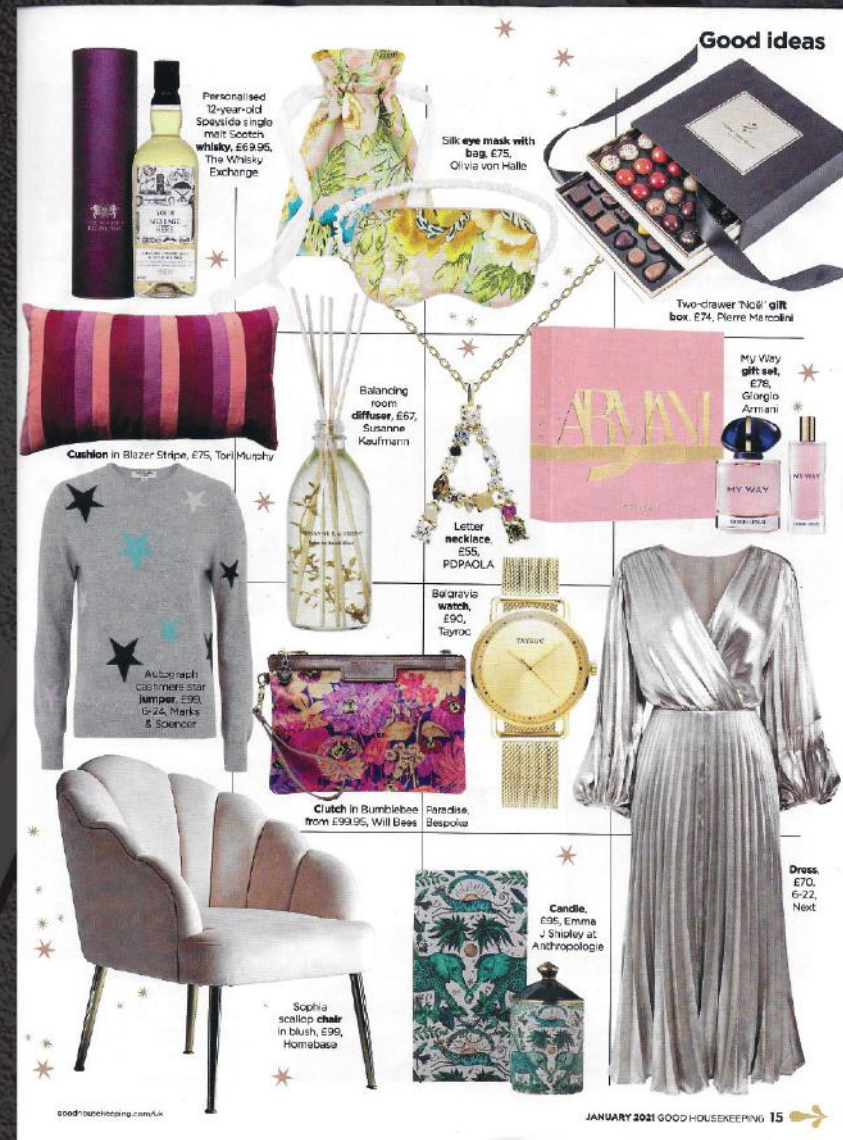 Good ideas
Personalised
12-year-old
Speyside single
malt Scotch
whisky, £69.95,
The Whisky
Exchange
YOUR
MESSAGE
HERE
Silk eye mask with
bag, £75,
Olivia von Halle
Two-drawer 'Noël' gift
box, £74, Pierre Marcolini
Cushion in Blazer Stripe, £75, Tori Murphy
Balancing
room
diffuser, £67,
Susanne
Kaufmann
Letter
necklace,
£55,
PDPAOLA
ARMANI
My Way
gift set,
£78,
Giorgio
Armani
MY WAY
MY WAY
Autograph
cashmere star
jumper, £99,
6-24, Marks
& Spencer
Belgravia
watch,
£90,
Tayroc
TAYROC
Clutch in Bumblebee Paradise,
from £99.95, Will Bees Bespoke
Dress,
£70,
6-22,
Next
Candle,
£95, Emma
J Shipley at
Anthropologie
Sophia
scallop chair
in blush, £99,
Homebase
goodhousekeeping.com/uk
JANUARY 2021 GOOD HOUSEKEEPING 15